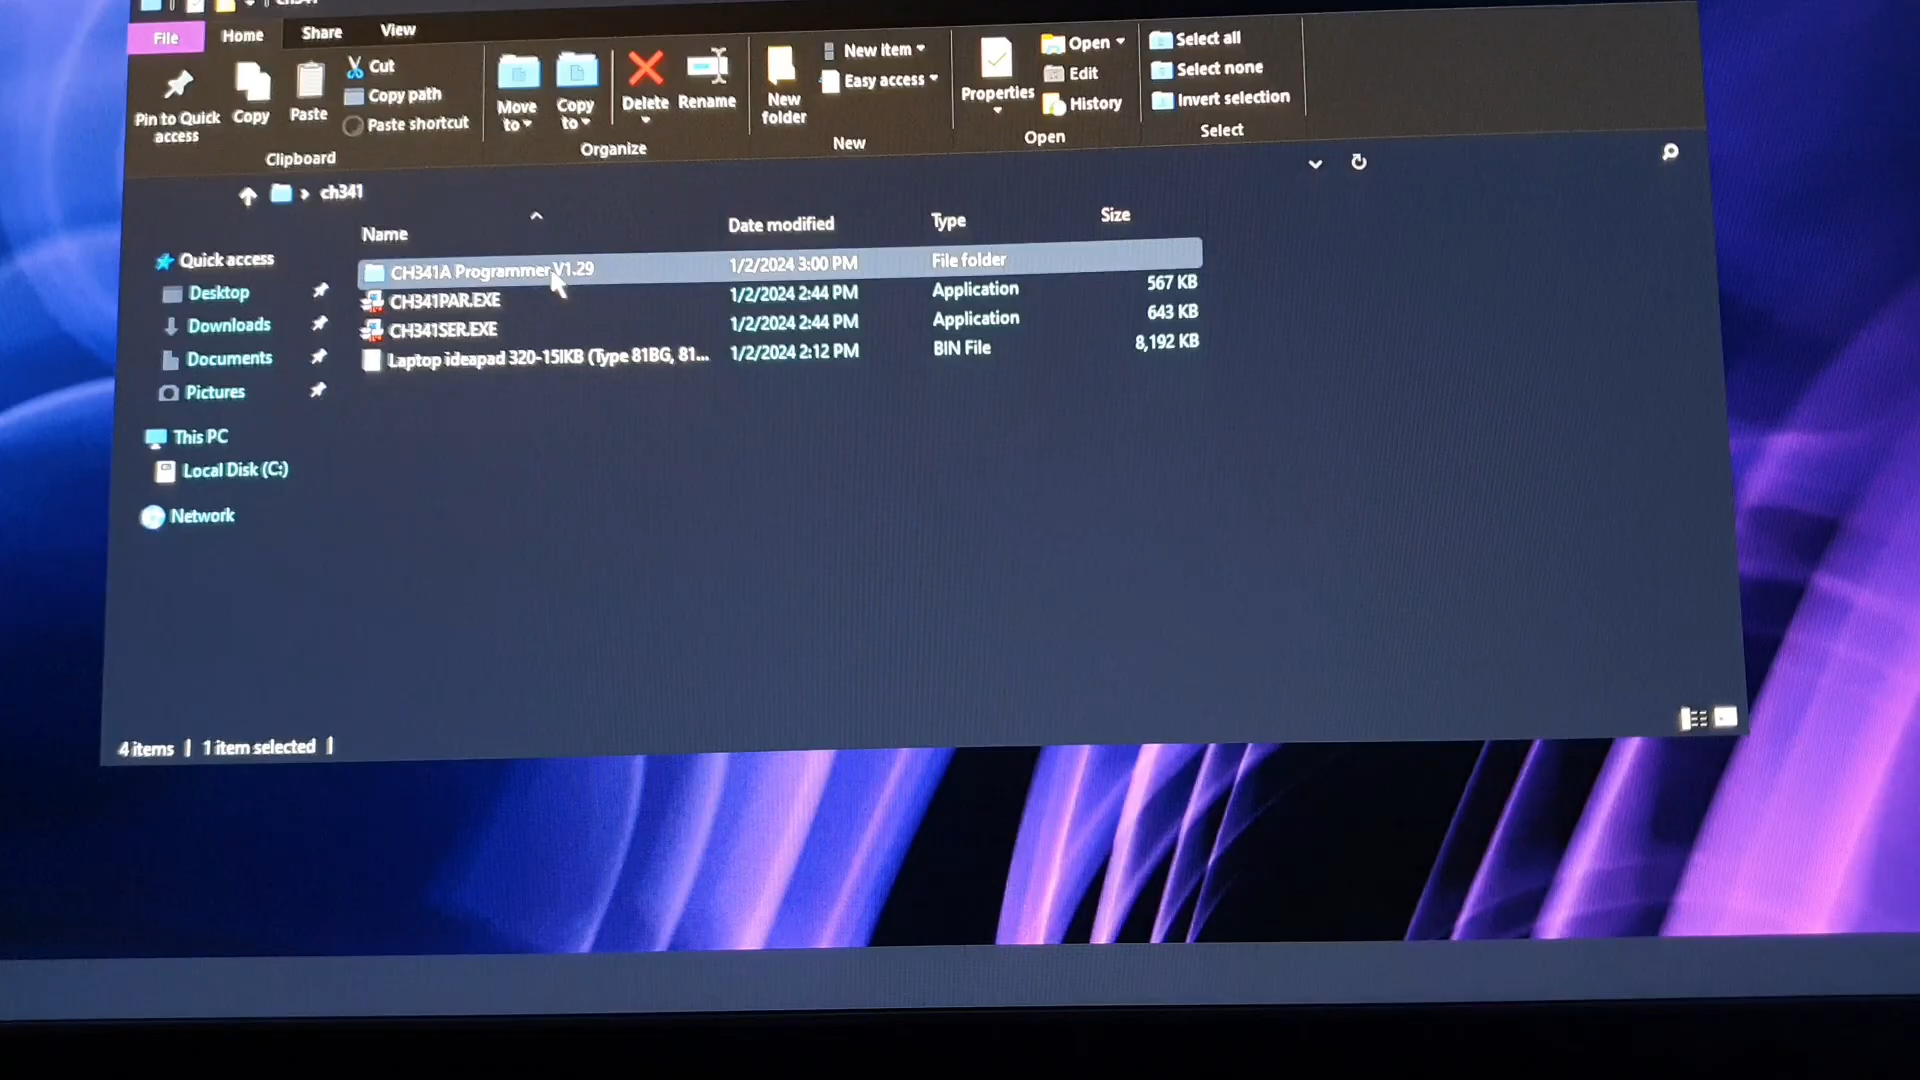 File Home Share View
Pin to Quick access
Copy
Paste
Cut
Copy path
Paste shortcut
Clipboard
Move to
Copy to
Delete
Rename
Organize
New folder
New item
Easy access
New
Properties
Open
Edit
History
Open
Select all
Select none
Invert selection
Select
ch341
Name Date modified Type Size
CH341A Programmer V1.29 1/2/2024 3:00 PM File folder
CH341PAR.EXE 1/2/2024 2:44 PM Application 567 KB
CH341SER.EXE 1/2/2024 2:44 PM Application 643 KB
Laptop ideapad 320-15IKB (Type 81BG, 81... 1/2/2024 2:12 PM BIN File 8,192 KB
Quick access
Desktop
Downloads
Documents
Pictures
This PC
Local Disk (C:)
Network
4 items | 1 item selected |